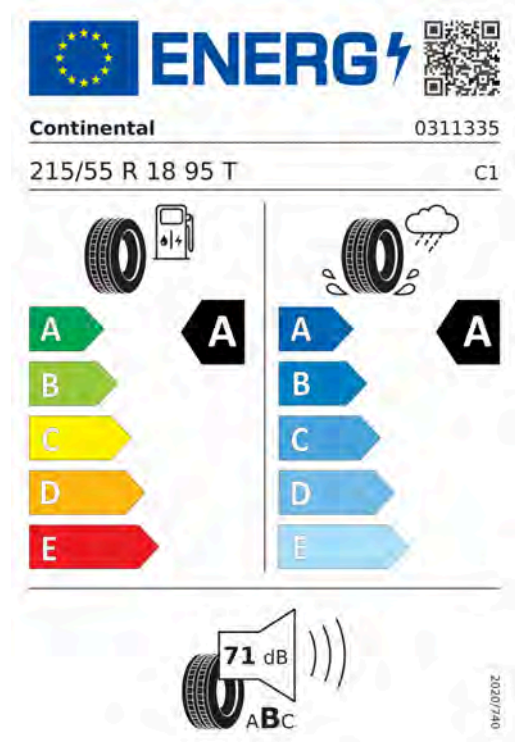 ENERG
Continental 0311335
215/55 R 18 95 T C1
A A
B
C
D
E
A A
B
C
D
E
71 dB
ABC
2020/740